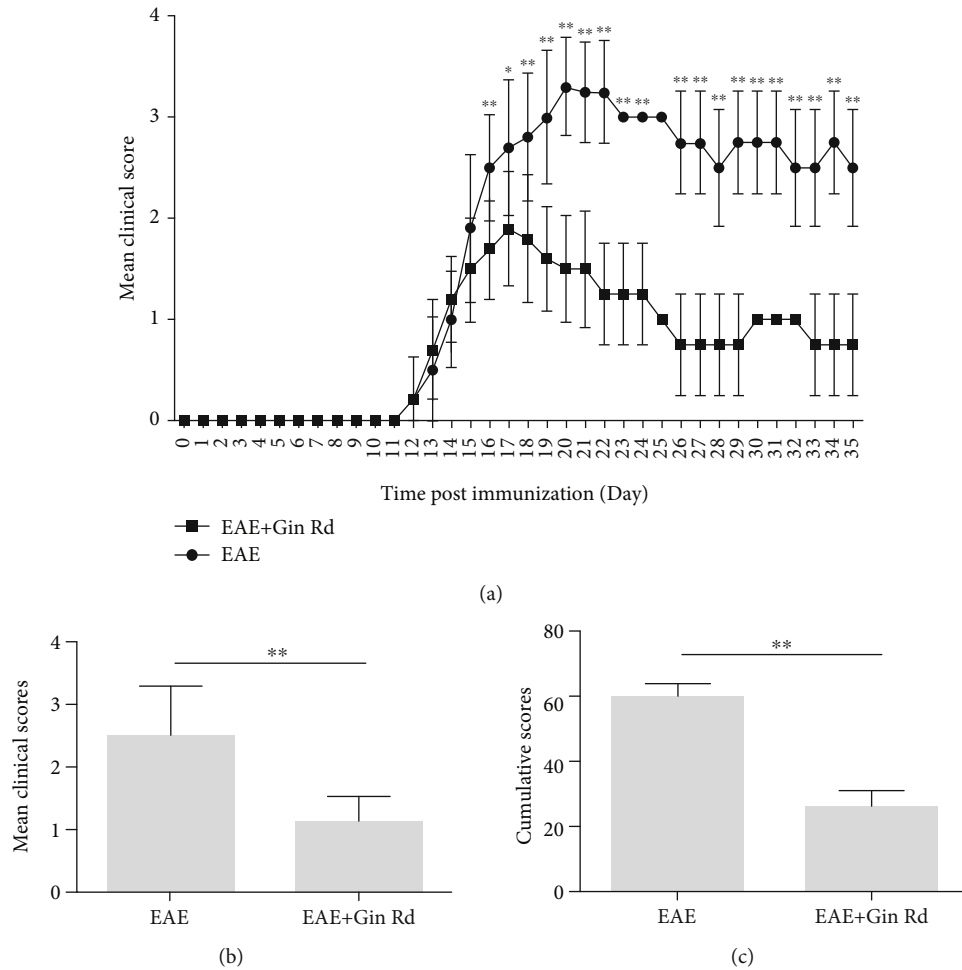 4
3
2
1
0
Mean clinical score
** * ** ** ** ** ** ** ** ** ** ** ** ** ** ** ** ** **
0 1 2 3 4 5 6 7 8 9 10 11 12 13 14 15 16 17 18 19 20 21 22 23 24 25 26 27 28 29 30 31 32 33 34 35
Time post immunization (Day)
EAE+Gin Rd
EAE
(a)
4
3
2
1
0
Mean clinical scores
**
EAE EAE+Gin Rd
(b)
80
60
40
20
0
Cumulative scores
**
EAE EAE+Gin Rd
(c)